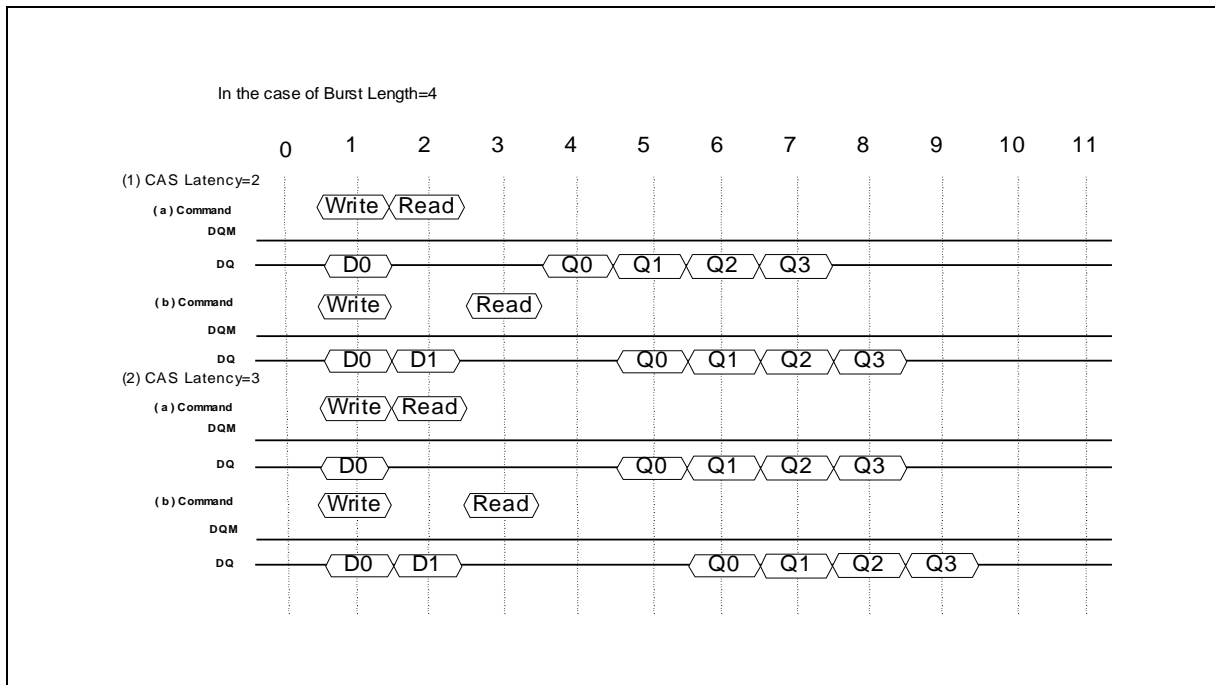 In the case of Burst Length=4
0 1 2 3 4 5 6 7 8 9 10 11
(1) CAS Latency=2
( a ) Command Write Read
DQM
DQ D0 Q0 Q1 Q2 Q3
( b ) Command Write Read
DQM
DQ D0 D1 Q0 Q1 Q2 Q3
(2) CAS Latency=3
( a ) Command Write Read
DQM
DQ D0 Q0 Q1 Q2 Q3
( b ) Command Write Read
DQM
DQ D0 D1 Q0 Q1 Q2 Q3